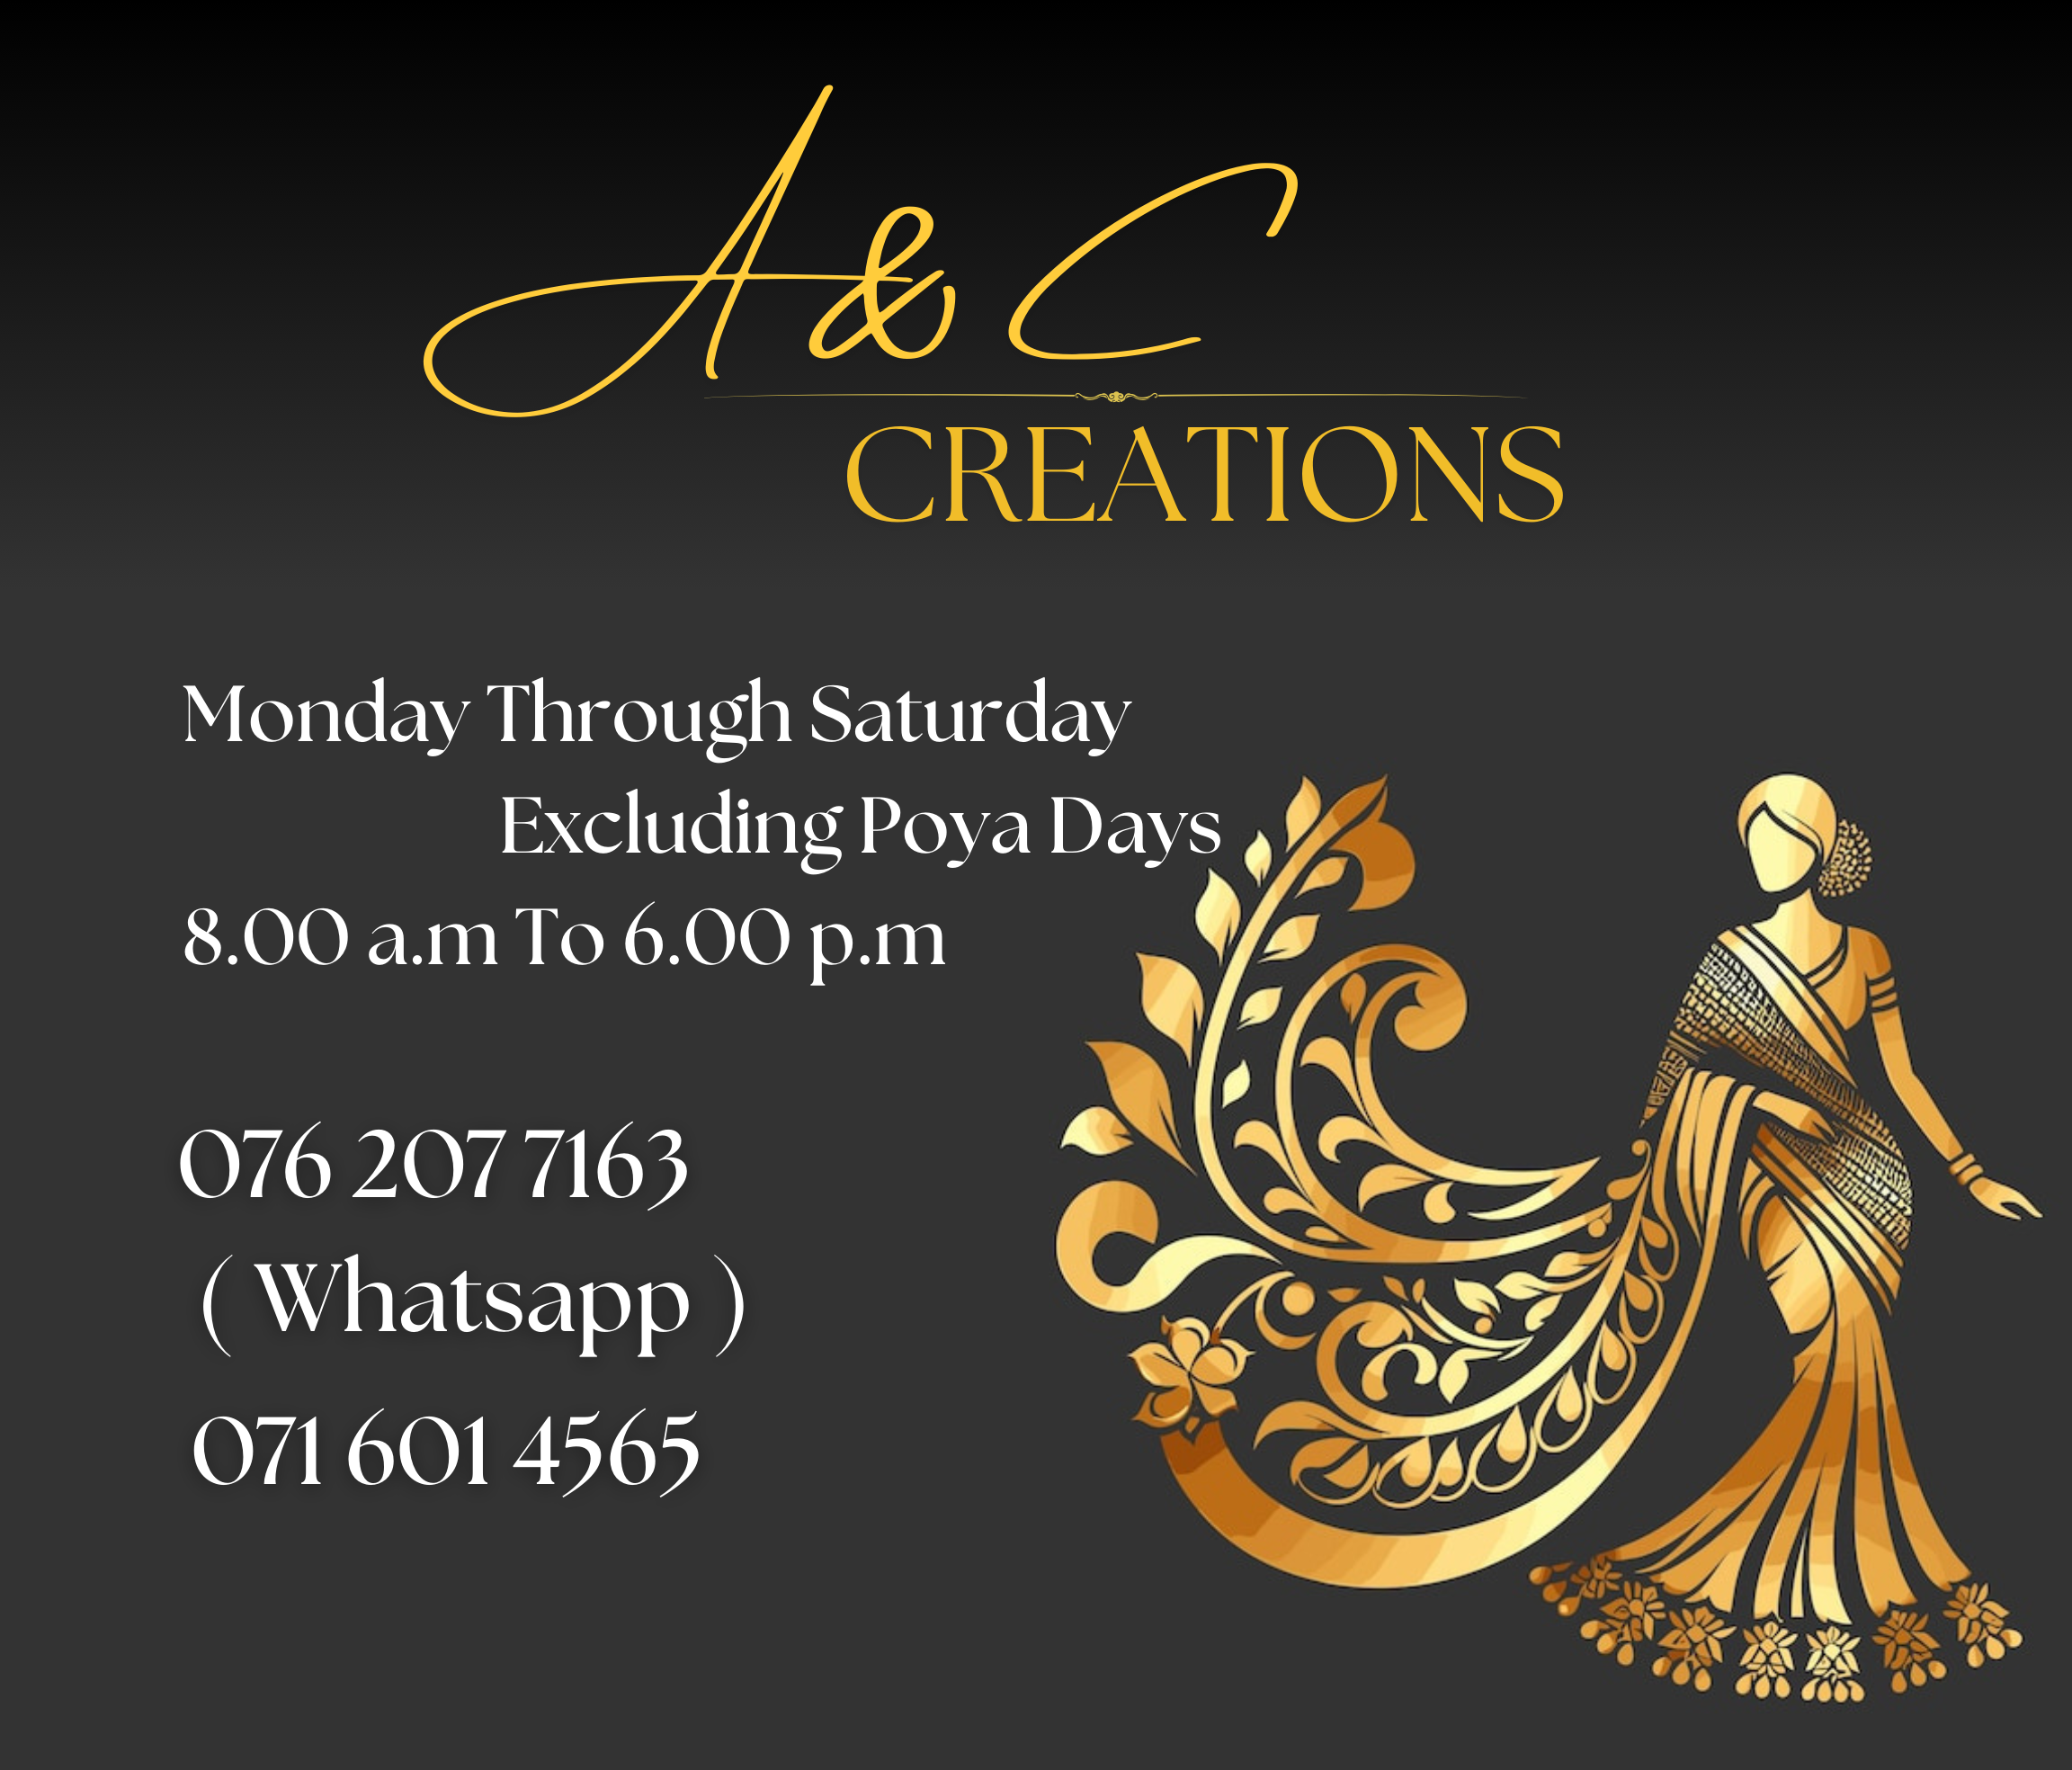 A & C
CREATIONS
Monday Through Saturday
Excluding Poya Days
8.00 a.m To 6.00 p.m
076 207 7163
( Whatsapp )
071 601 4565